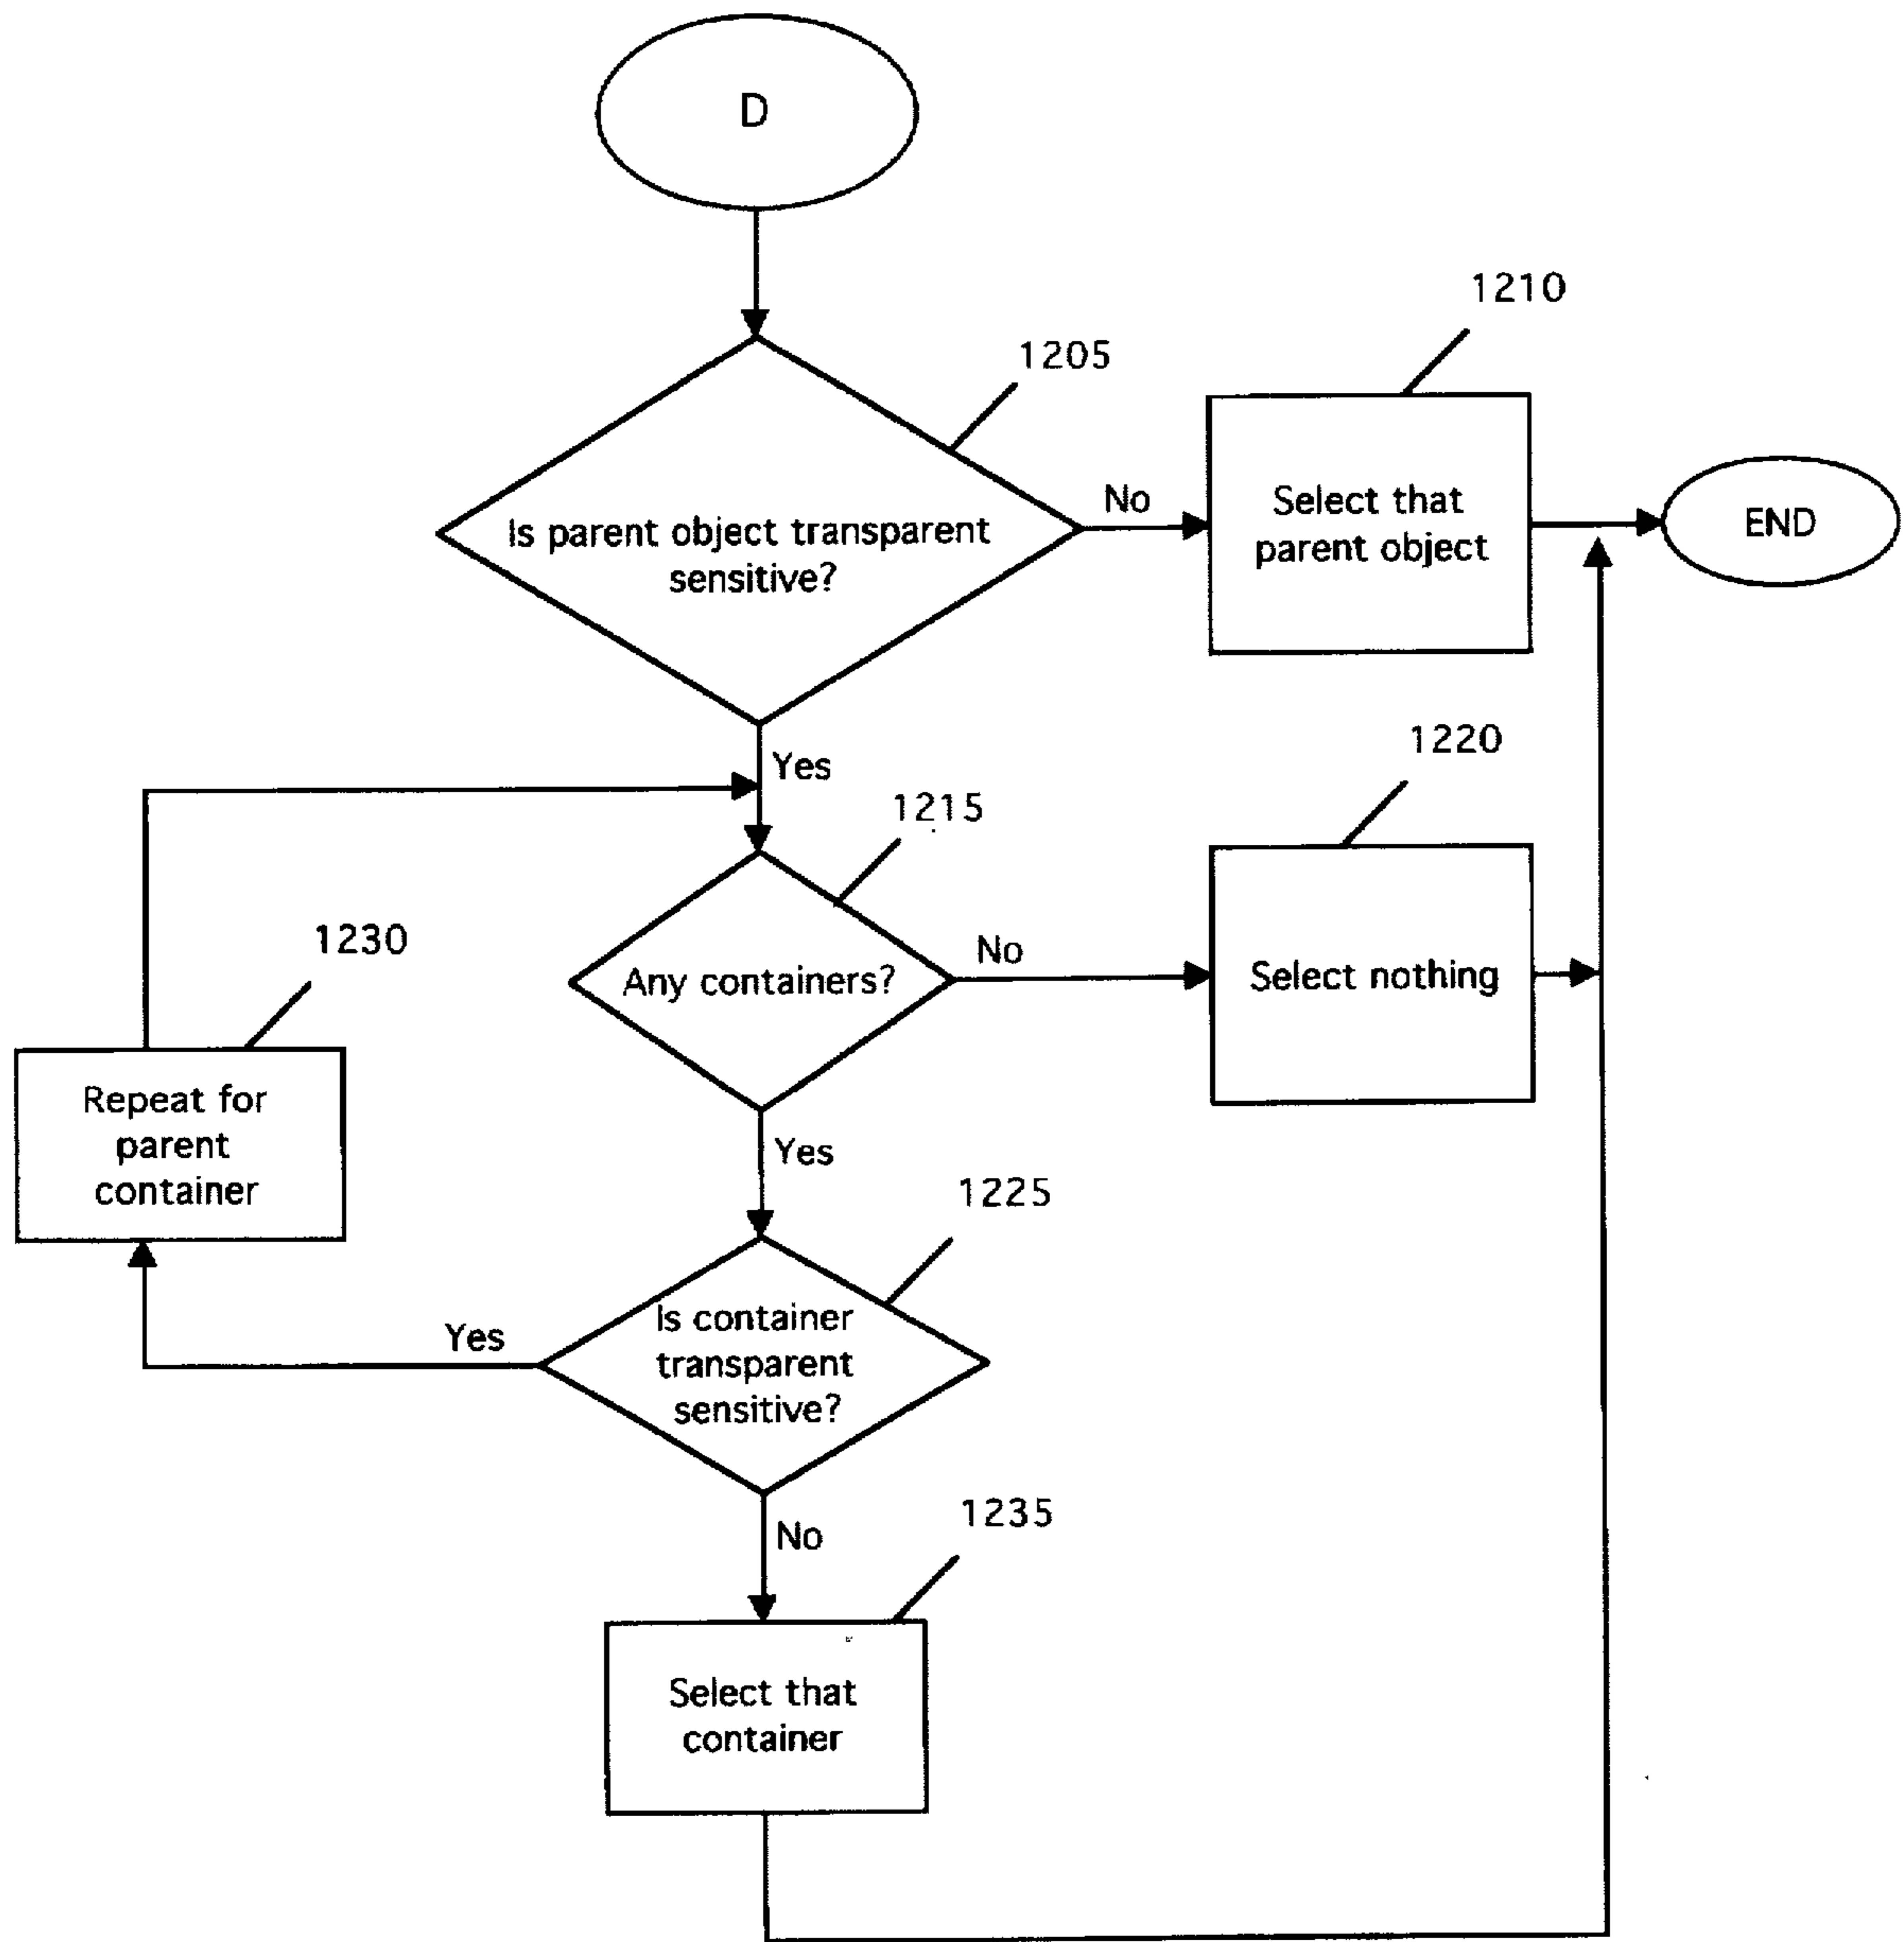 D
1210
1205
No
Select that
parent object
END
Is parent object transparent
sensitive?
1220
Yes
1215
1230
No
Any containers?
Select nothing
Repeat for
parent
container
Yes
1225
Is container
transparent
sensitive?
Yes
1235
No
Select that
container